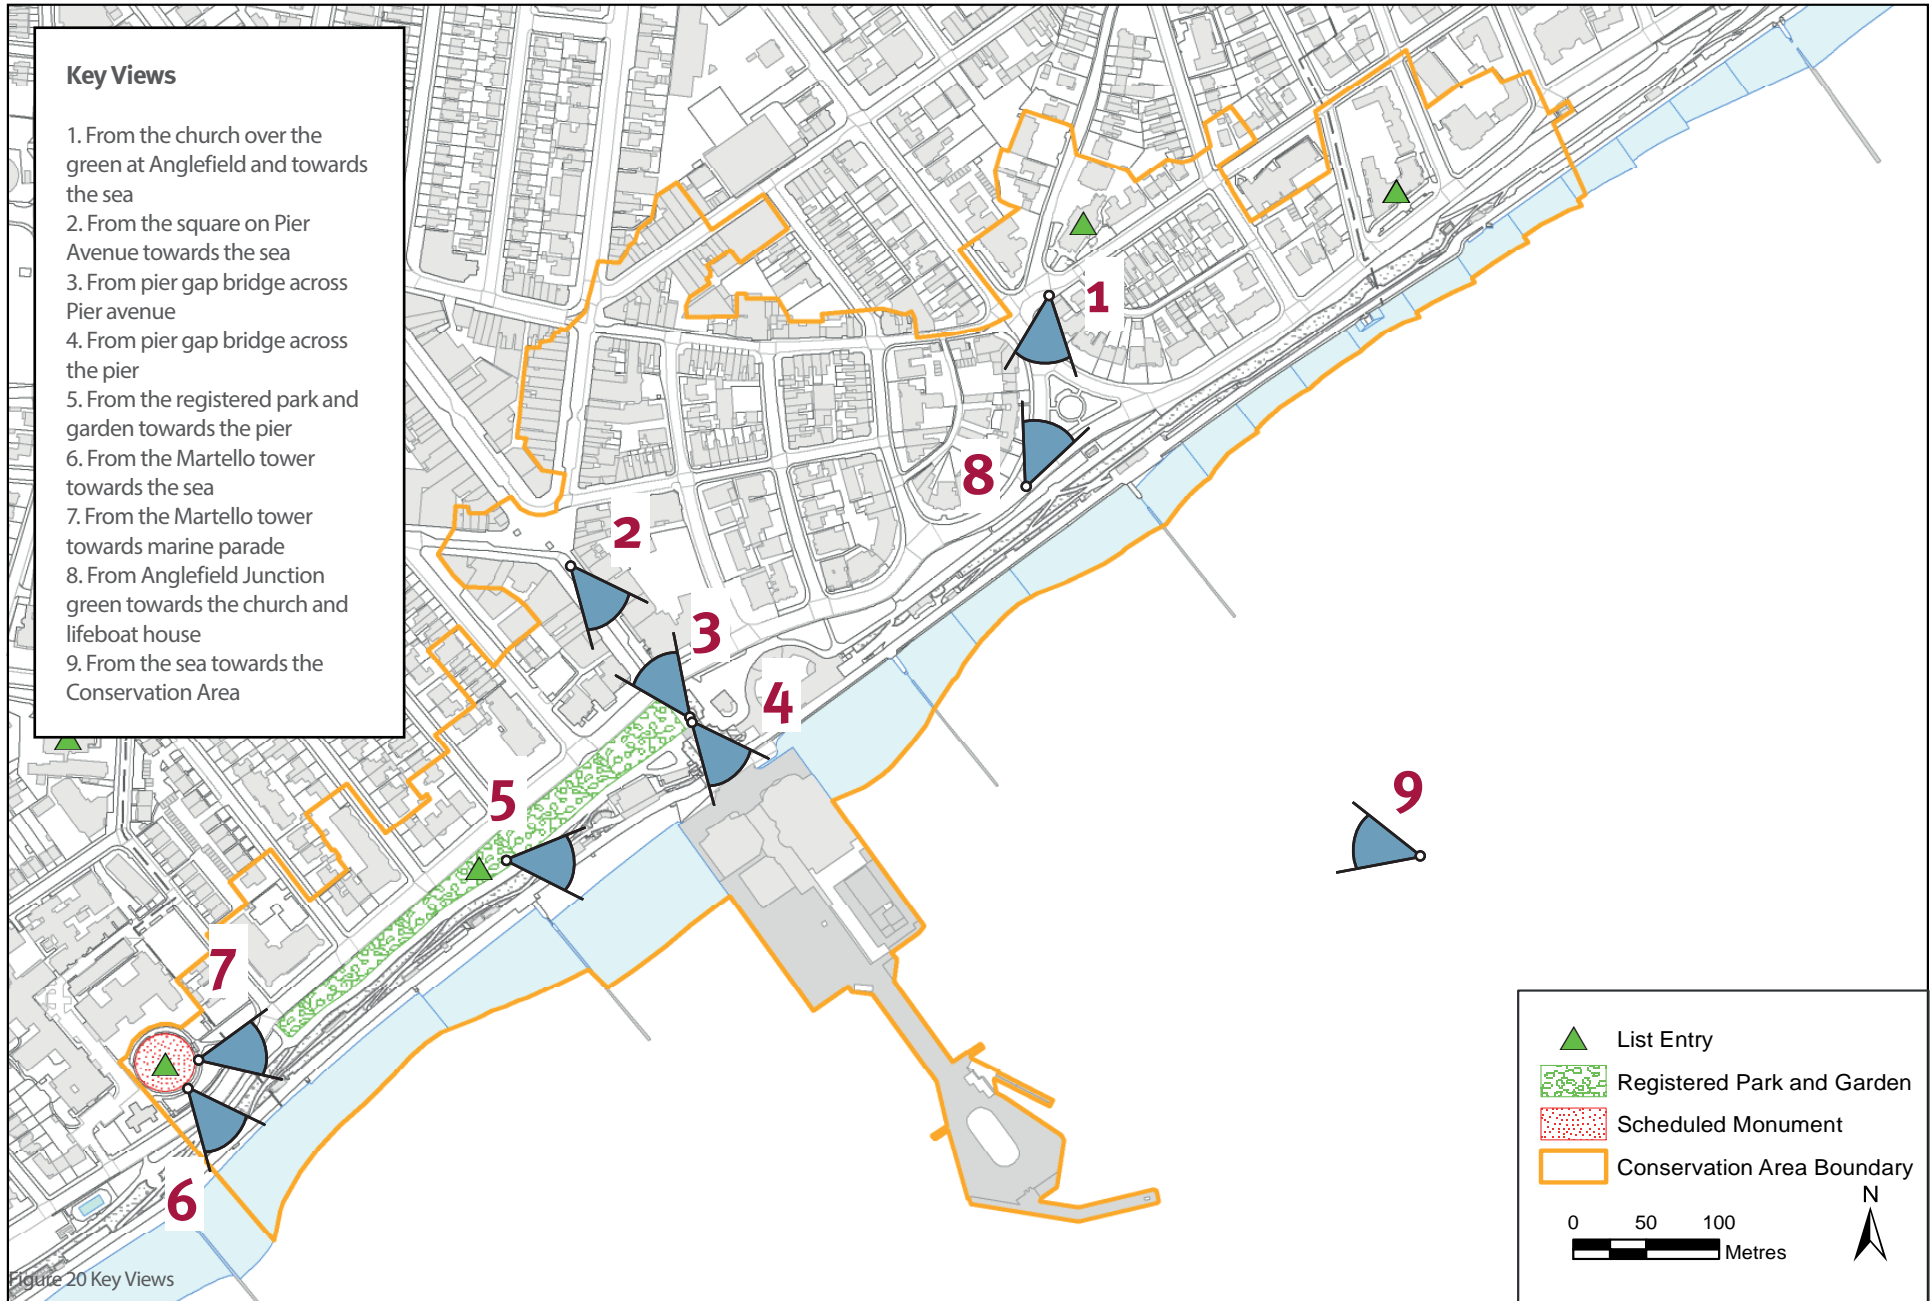 Key Views
1. From the church over the
green at Anglefield and towards
the sea
2. From the square on Pier
Avenue towards the sea
3. From pier gap bridge across
Pier avenue
4. From pier gap bridge across
the pier
5. From the registered park and
garden towards the pier
6. From the Martello tower
towards the sea
7. From the Martello tower
towards marine parade
8. From Anglefield Junction
green towards the church and
lifeboat house
9. From the sea towards the
Conservation Area
1
8
2
3
4
5
9
7
6
List Entry
Registered Park and Garden
Scheduled Monument
Conservation Area Boundary
N
0 50 100
Metres
Figure 20 Key Views